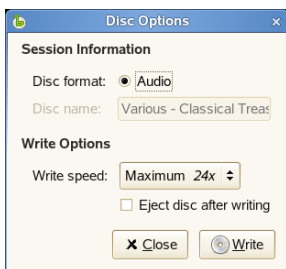 Disc Options
Session Information
Disc format: Audio
Disc name: Various - Classical Treas
Write Options
Write speed: Maximum 24x
Eject disc after writing
Close Write